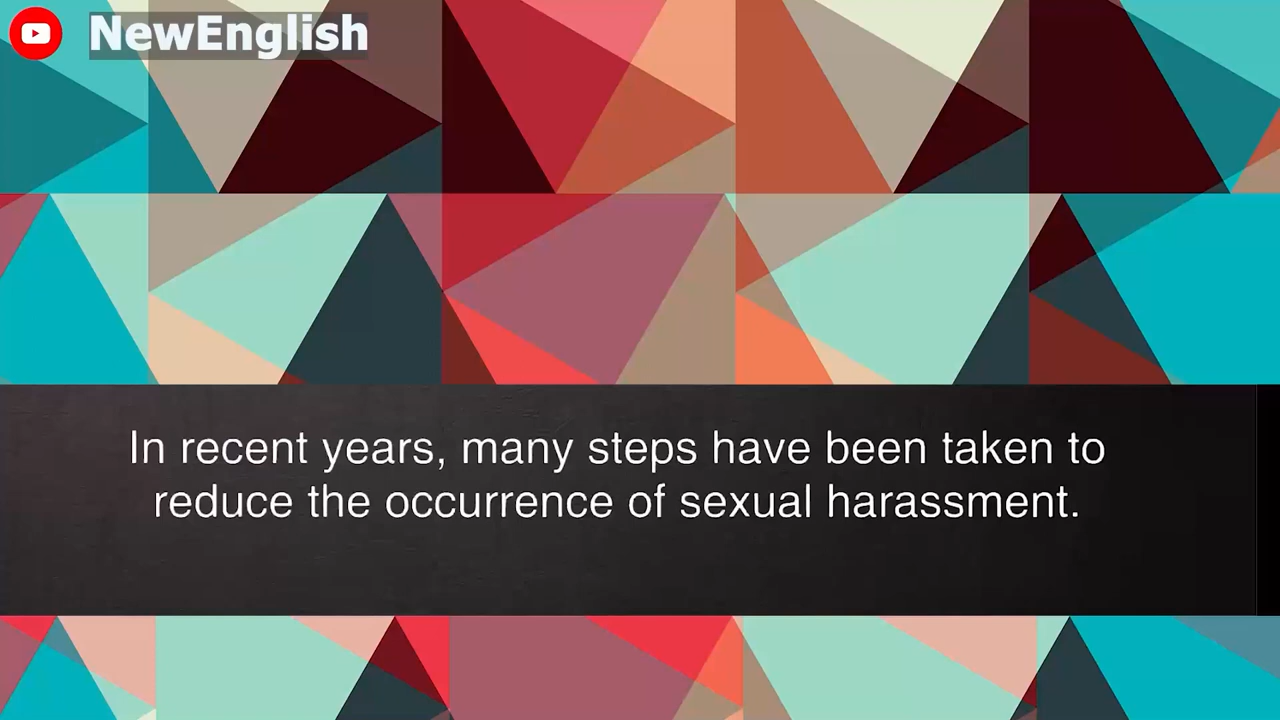 NewEnglish
In recent years, many steps have been taken to
reduce the occurrence of sexual harassment.